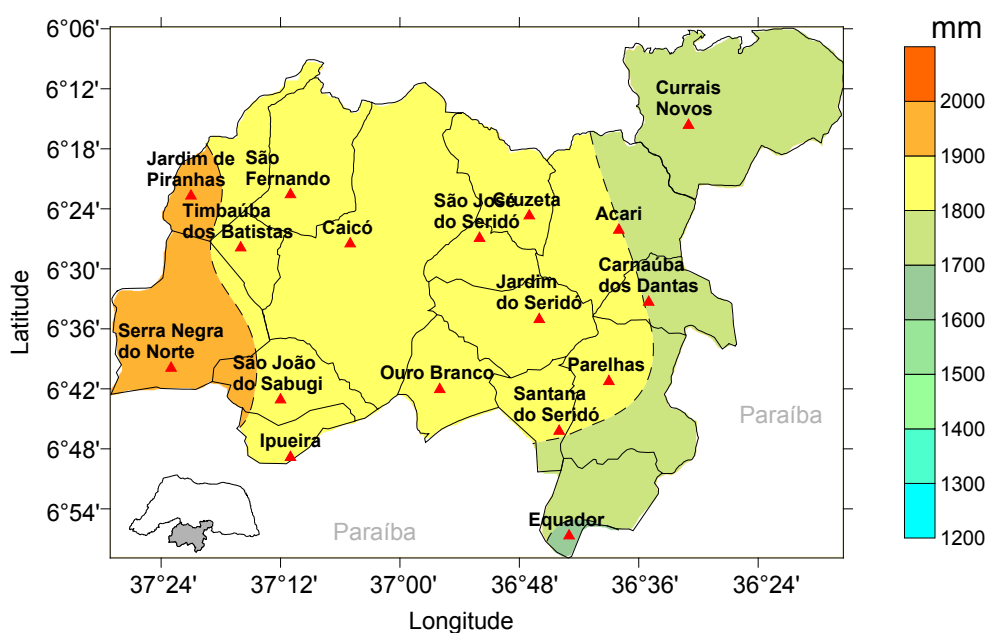 mm
6°06'
6°12'
6°18'
6°24'
6°30'
6°36'
6°42'
6°48'
6°54'
Latitude
Currais
Novos
Jardim de
Piranhas
São
Fernando
Timbaúba
dos Batistas
Caicó
São José
do Seridó
Cruzeta
Acari
Carnaúba
dos Dantas
Jardim
do Seridó
Serra Negra
do Norte
São João
do Sabugi
Ouro Branco
Parelhas
Santana
do Seridó
Ipueira
Equador
Paraíba
Paraíba
2000
1900
1800
1700
1600
1500
1400
1300
1200
37°24'
37°12'
37°00'
36°48'
36°36'
36°24'
Longitude